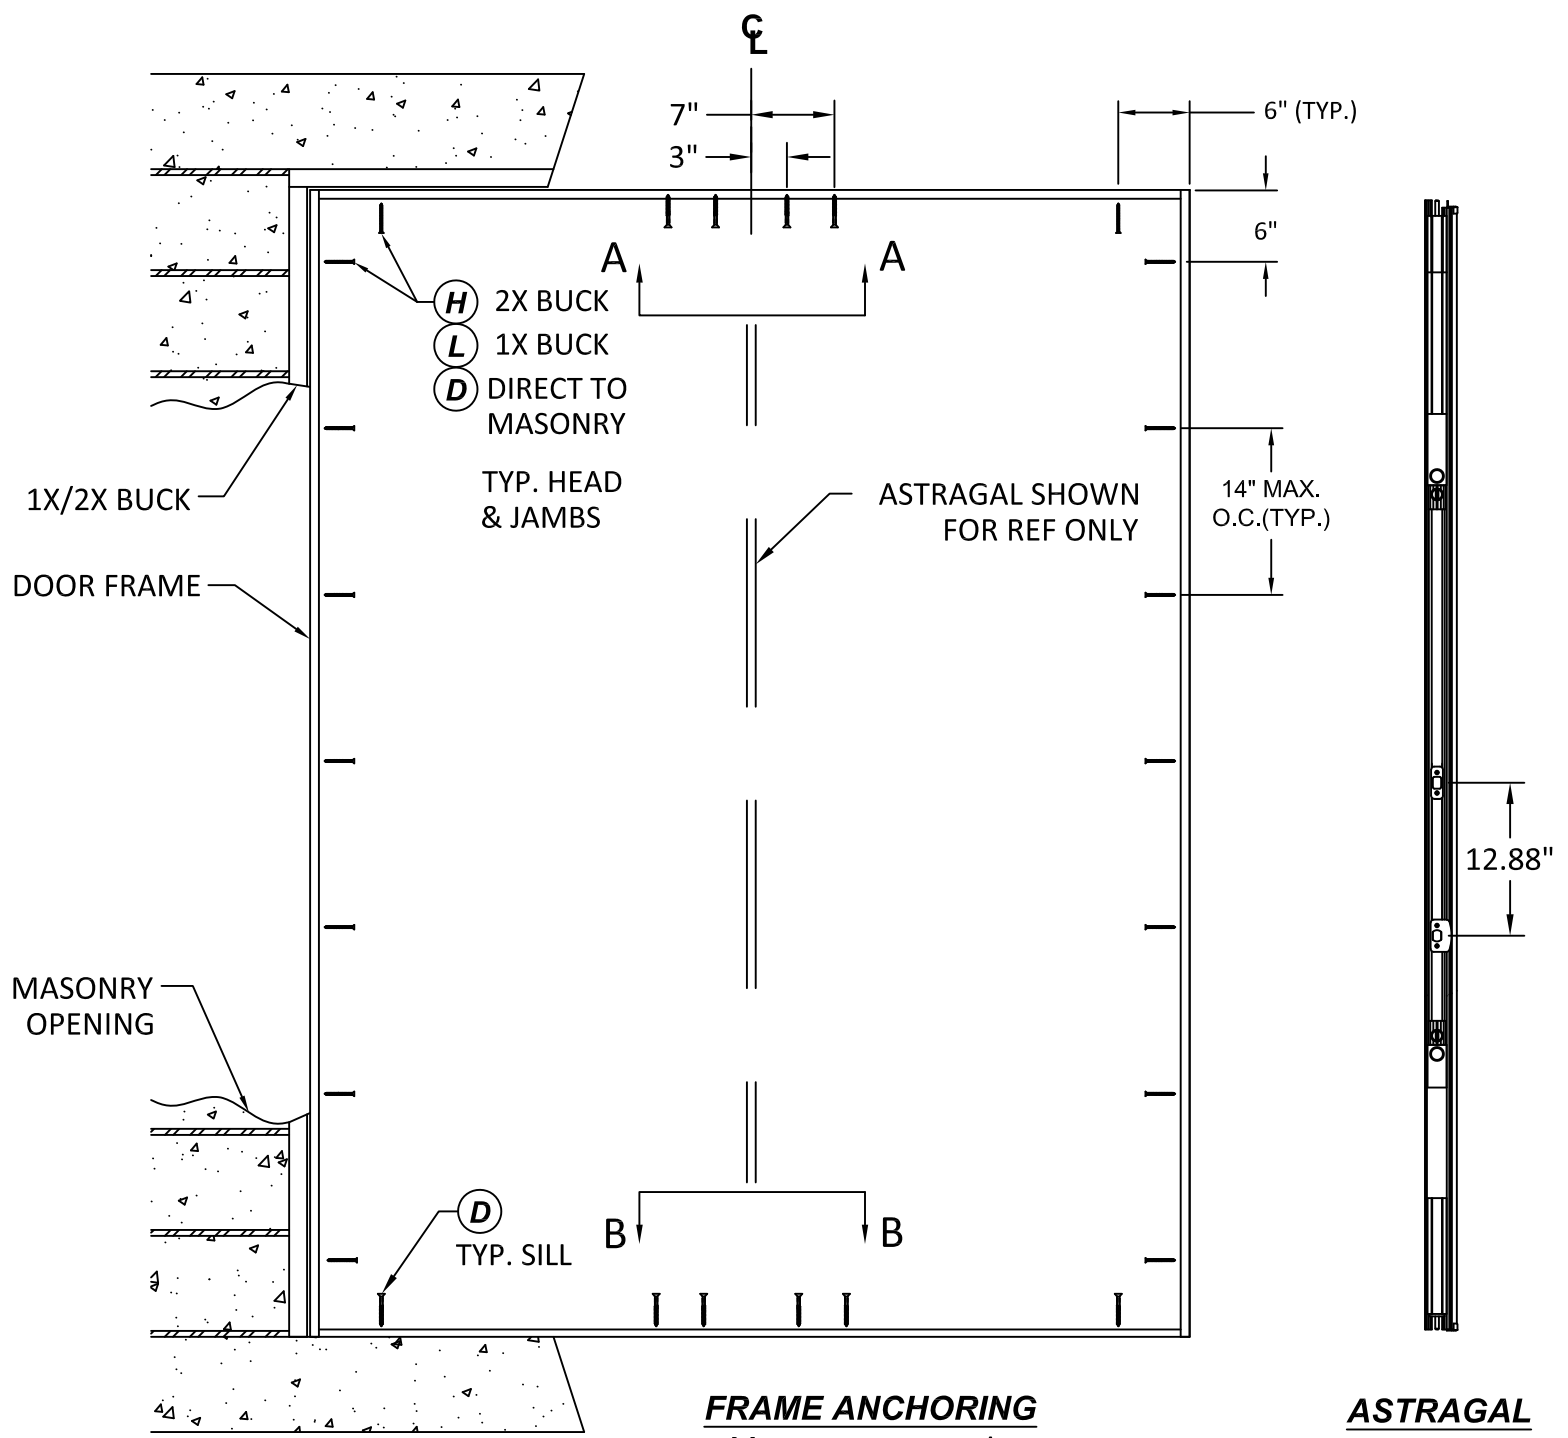 ℄
7"
3"
6" (TYP.)
6"
A
A
H 2X BUCK
L 1X BUCK
D DIRECT TO
MASONRY
TYP. HEAD
& JAMBS
1X/2X BUCK
ASTRAGAL SHOWN
FOR REF ONLY
14" MAX.
O.C.(TYP.)
DOOR FRAME
12.88"
MASONRY
OPENING
D
TYP. SILL
B
B
FRAME ANCHORING
ASTRAGAL